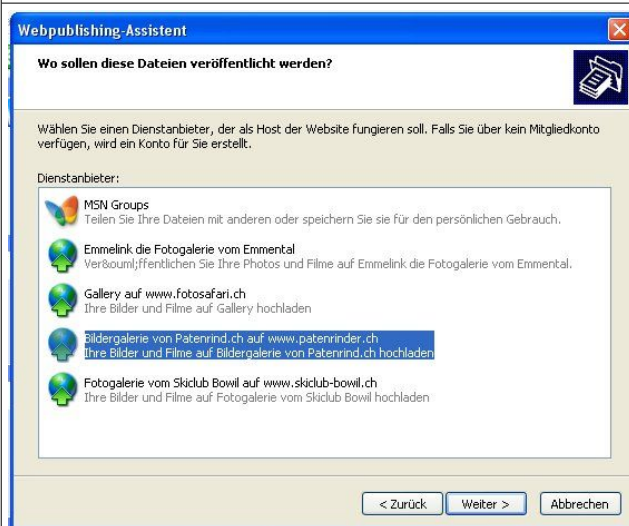 Webpublishing-Assistent
Wo sollen diese Dateien veröffentlicht werden?
Wählen Sie einen Dienstanbieter, der als Host der Website fungieren soll. Falls Sie über kein Mitgliedkonto
verfügen, wird ein Konto für Sie erstellt.
Dienstanbieter:
MSN Groups
Teilen Sie Ihre Dateien mit anderen oder speichern Sie sie für den persönlichen Gebrauch.
Emmelink die Fotogalerie vom Emmental
Ver&ouml;ffentlichen Sie Ihre Photos und Filme auf Emmelink die Fotogalerie vom Emmental.
Gallery auf www.fotosafari.ch
Ihre Bilder und Filme auf Gallery hochladen
Bildergalerie von Patenrind.ch auf www.patenrinder.ch
Ihre Bilder und Filme auf Bildergalerie von Patenrind.ch hochladen
Fotogalerie vom Skiclub Bowil auf www.skiclub-bowil.ch
Ihre Bilder und Filme auf Fotogalerie vom Skiclub Bowil hochladen
< Zurück Weiter > Abbrechen